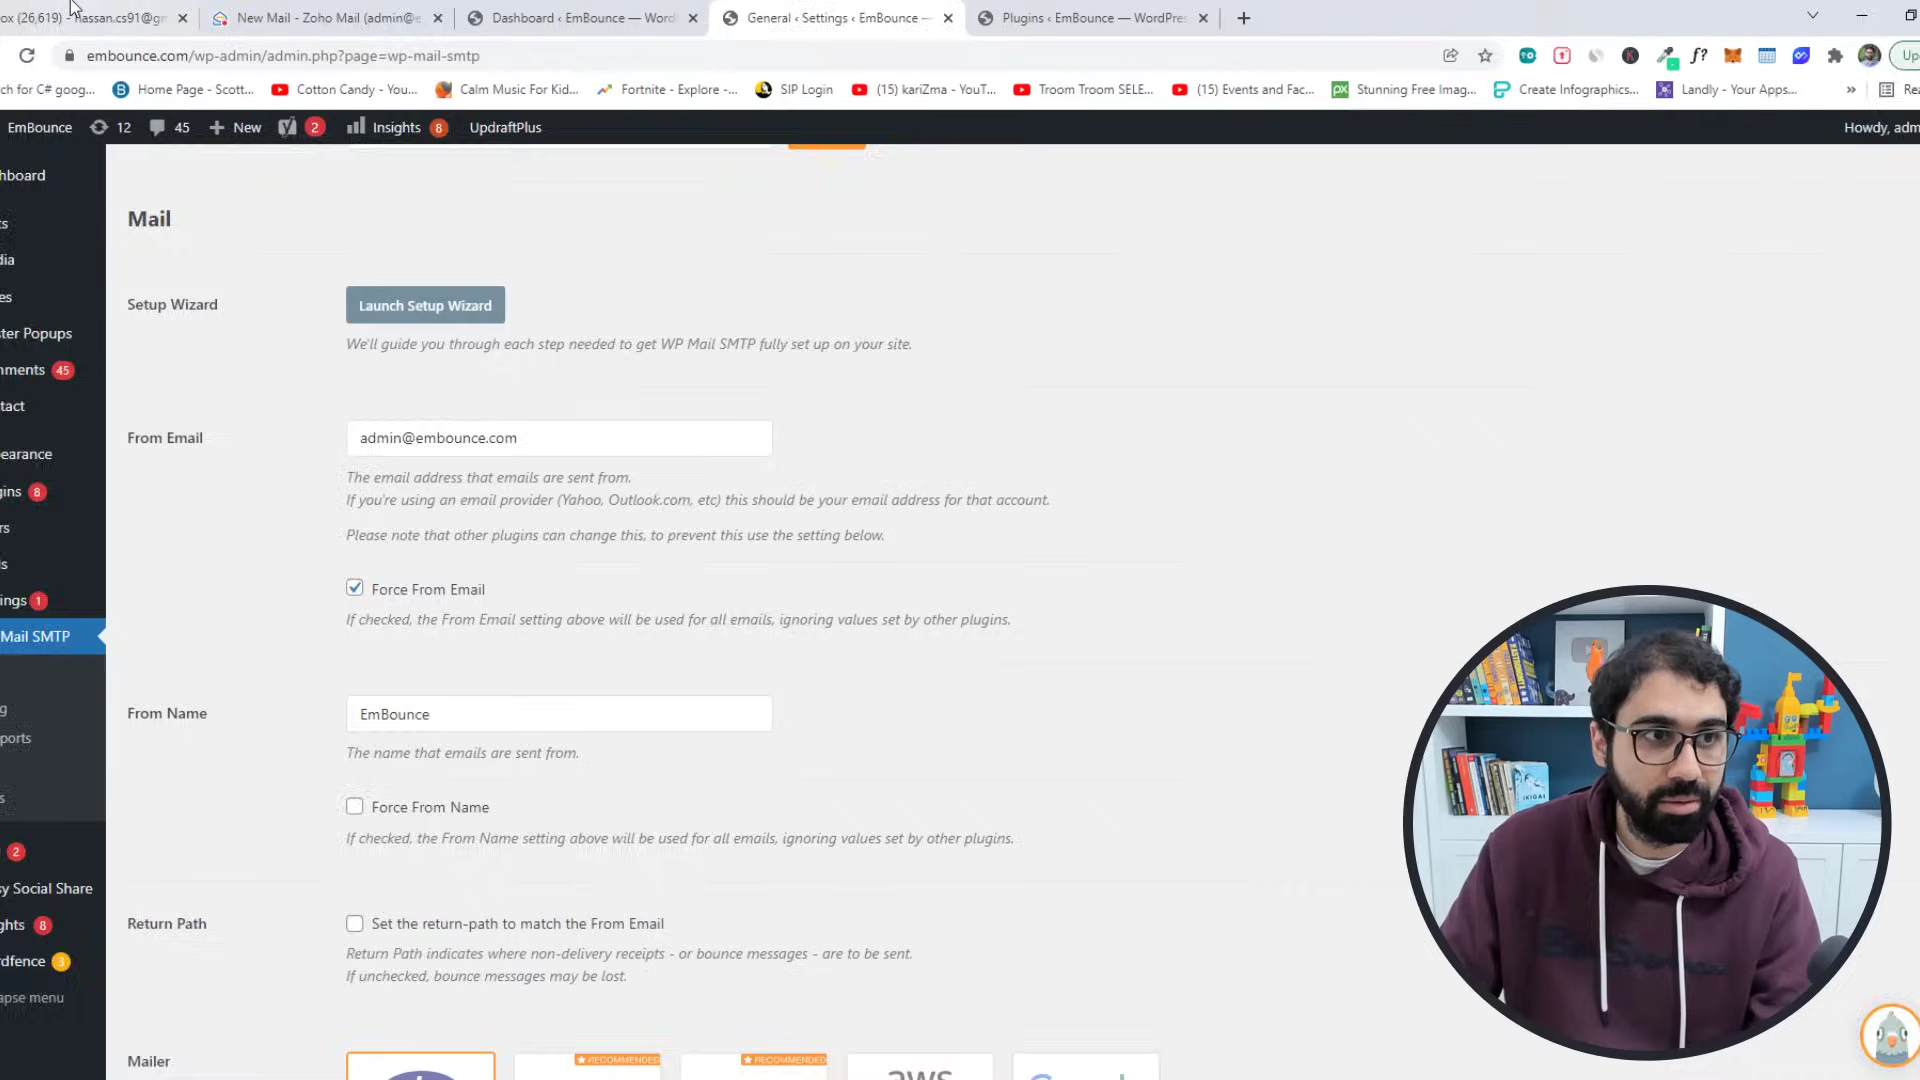 ox (26,619) - hassan.cs91@gm
New Mail - Zoho Mail (admin@e
Dashboard ‹ EmBounce — Word
General ‹ Settings ‹ EmBounce —
Plugins ‹ EmBounce — WordPres
embounce.com/wp-admin/admin.php?page=wp-mail-smtp
Up
ch for C# goog...
Home Page - Scott...
Cotton Candy - You...
Calm Music For Kid...
Fortnite - Explore -...
SIP Login
(15) kariZma - YouT...
Troom Troom SELE...
(15) Events and Fac...
Stunning Free Imag...
Create Infographics...
Landly - Your Apps...
»
Rea
EmBounce 12 45 + New 2 Insights 8 UpdraftPlus
Howdy, adm
hboard
ts
dia
es
ster Popups
mments 45
tact
earance
gins 8
rs
ls
ings 1
Mail SMTP
g
ports
s
2
sy Social Share
ghts 8
rdfence 3
apse menu
Mail
Setup Wizard
Launch Setup Wizard
We'll guide you through each step needed to get WP Mail SMTP fully set up on your site.
From Email
admin@embounce.com
The email address that emails are sent from.
If you're using an email provider (Yahoo, Outlook.com, etc) this should be your email address for that account.
Please note that other plugins can change this, to prevent this use the setting below.
Force From Email
If checked, the From Email setting above will be used for all emails, ignoring values set by other plugins.
From Name
EmBounce
The name that emails are sent from.
Force From Name
If checked, the From Name setting above will be used for all emails, ignoring values set by other plugins.
Return Path
Set the return-path to match the From Email
Return Path indicates where non-delivery receipts - or bounce messages - are to be sent.
If unchecked, bounce messages may be lost.
Mailer
RECOMMENDED
RECOMMENDED
aws
IKIGAI